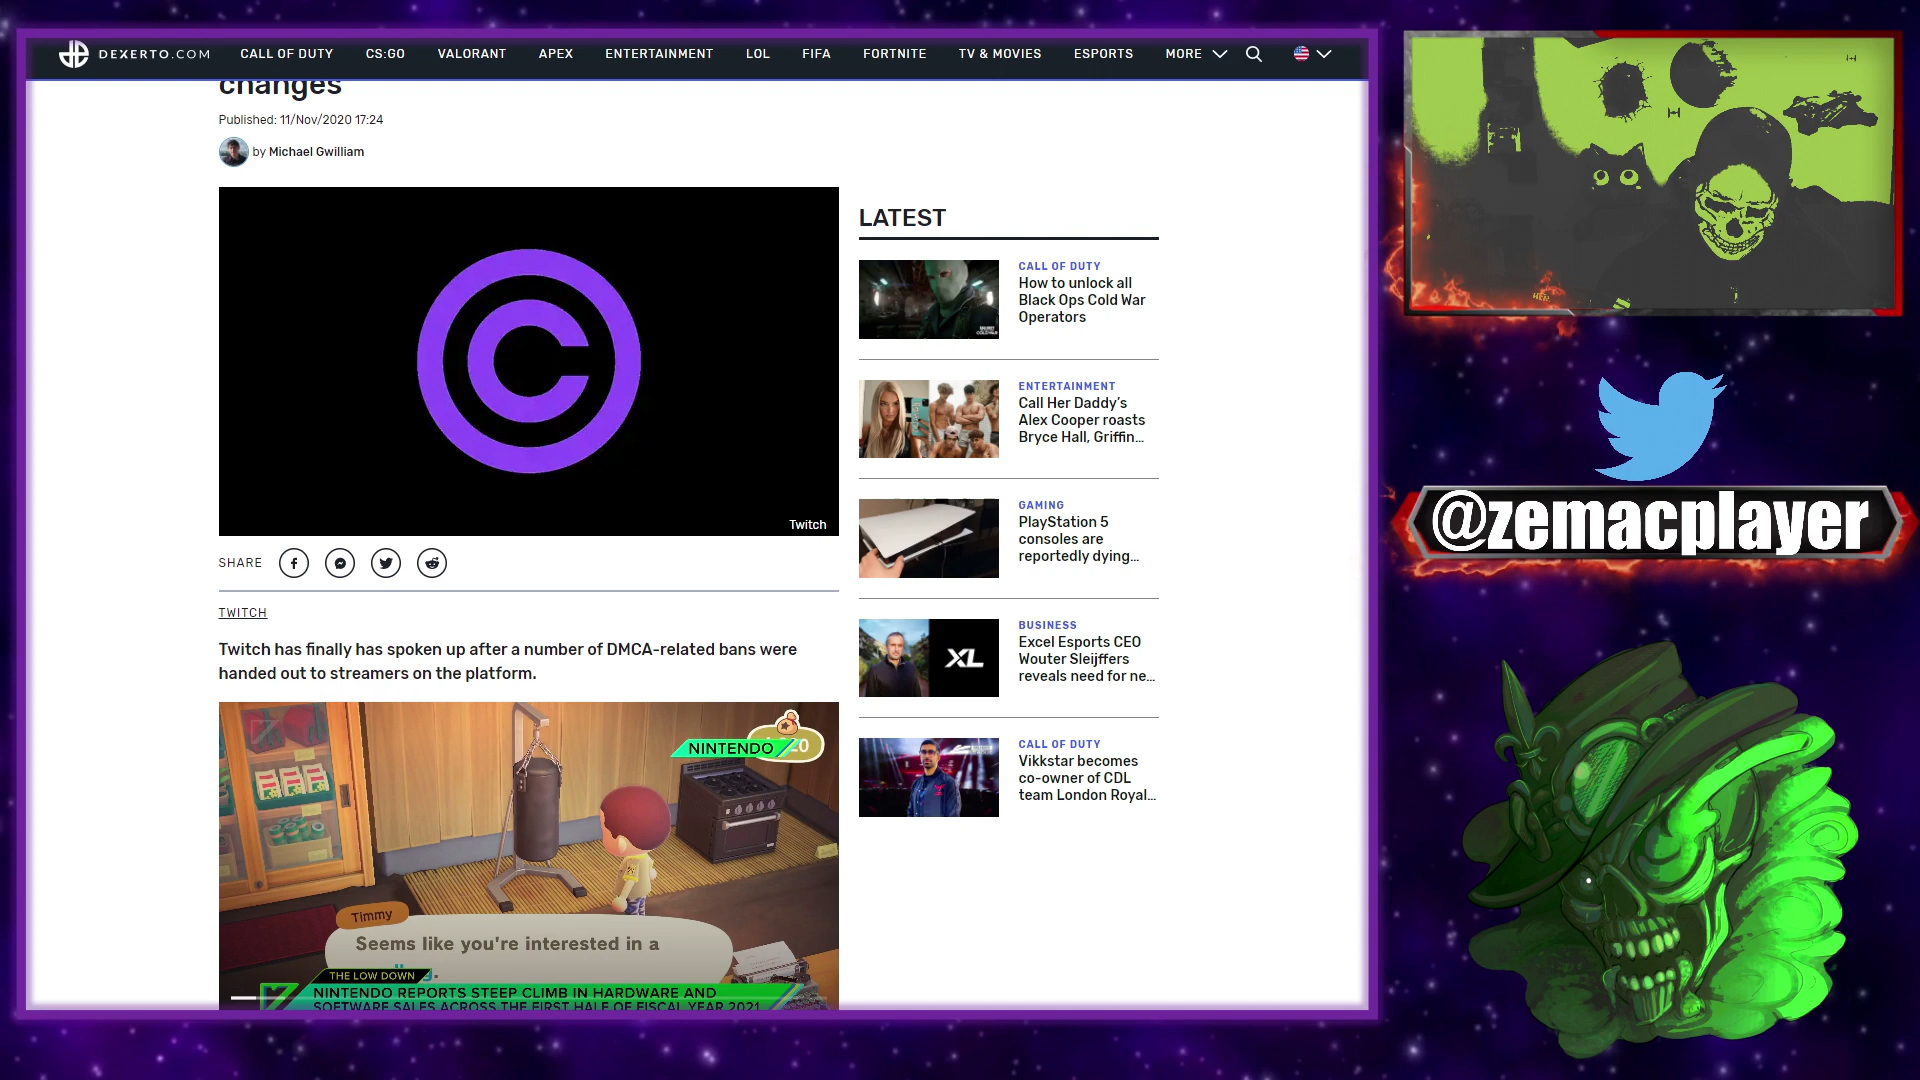 DEXERTO.COM
CALL OF DUTY
CS:GO
VALORANT
APEX
ENTERTAINMENT
LOL
FIFA
FORTNITE
TV & MOVIES
ESPORTS
MORE
changes
Published: 11/Nov/2020 17:24
by Michael Gwilliam
Twitch
SHARE
TWITCH
Twitch has finally has spoken up after a number of DMCA-related bans were
handed out to streamers on the platform.
NINTENDO
Timmy
Seems like you're interested in a
THE LOW DOWN
NINTENDO REPORTS STEEP CLIMB IN HARDWARE AND
SOFTWARE SALES ACROSS THE FIRST HALF OF FISCAL YEAR 2021
LATEST
CALL OF DUTY
How to unlock all
Black Ops Cold War
Operators
ENTERTAINMENT
Call Her Daddy’s
Alex Cooper roasts
Bryce Hall, Griffin...
GAMING
PlayStation 5
consoles are
reportedly dying...
XL
BUSINESS
Excel Esports CEO
Wouter Sleijffers
reveals need for ne...
CALL OF DUTY
Vikkstar becomes
co-owner of CDL
team London Royal...
@zemacplayer